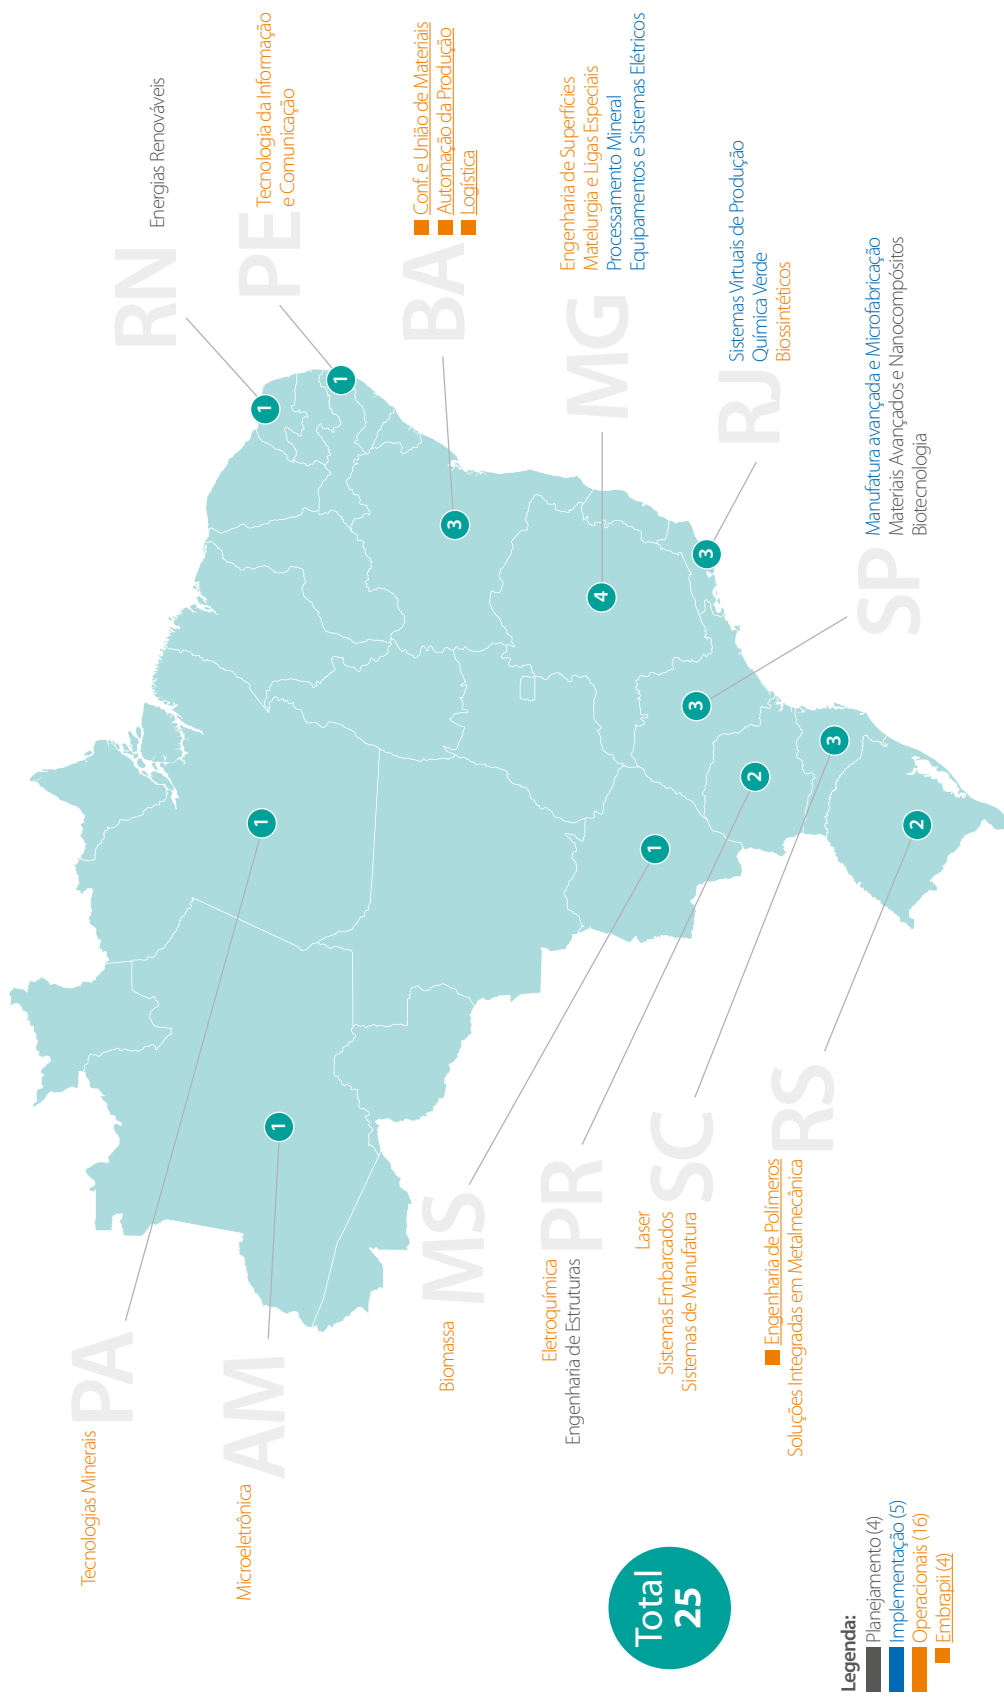 Tecnologias Minerais
PA
1
Microeletrônica
AM
1
RN
Energias Renováveis
1
PE
Tecnologia da Informação
e Comunicação
1
BA
Conf. e União de Materiais
Automação da Produção
Logística
3
MG
Engenharia de Superfícies
Matelurgia e Ligas Especiais
Processamento Mineral
Equipamentos e Sistemas Elétricos
4
RJ
Sistemas Virtuais de Produção
Química Verde
Biossintéticos
3
SP
Manufatura avançada e Microfabricação
Materiais Avançados e Nanocompósitos
Biotecnologia
3
Biomassa
MS
1
Eletroquímica
Engenharia de Estruturas
PR
2
Laser
Sistemas Embarcados
Sistemas de Manufatura
SC
3
Engenharia de Polímeros
Soluções Integradas em Metalmecânica
RS
2
Total
25
Legenda:
Planejamento (4)
Implementação (5)
Operacionais (16)
Embrapii (4)